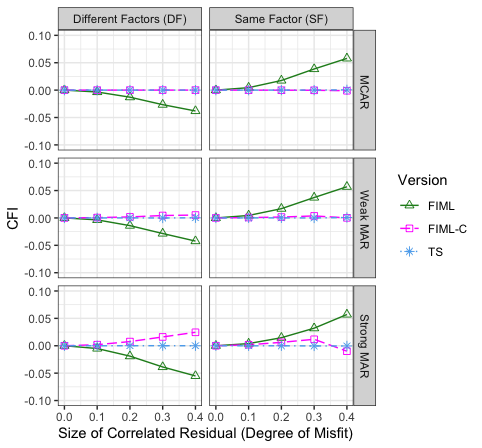 Different Factors (DF)
Same Factor (SF)
0.10
0.05
0.00
-0.05
-0.10
MCAR
0.10
0.05
0.00
-0.05
-0.10
Weak MAR
0.10
0.05
0.00
-0.05
-0.10
Strong MAR
CFI
0.0 0.1 0.2 0.3 0.4
0.0 0.1 0.2 0.3 0.4
Size of Correlated Residual (Degree of Misfit)
Version
FIML
FIML-C
TS